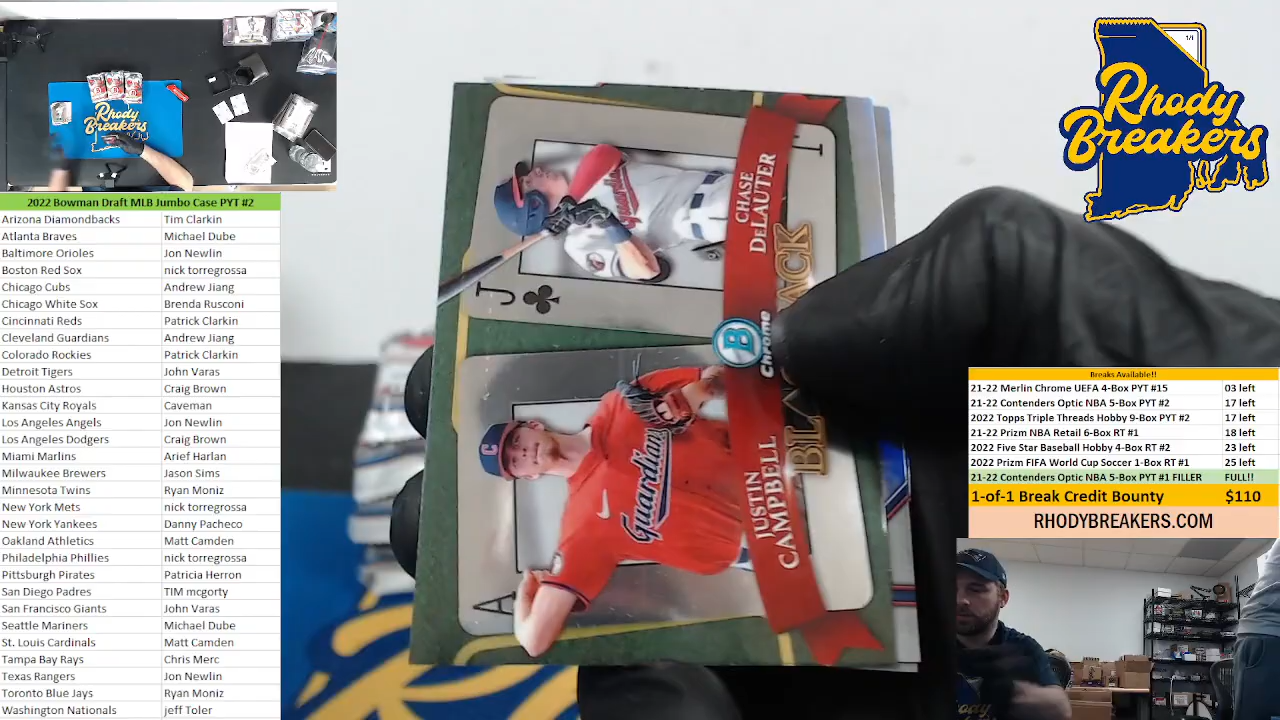 2022 Bowman Draft MLB Jumbo Case PYT #2
Arizona Diamondbacks Tim Clarkin
Atlanta Braves Michael Dube
Baltimore Orioles Jon Newlin
Boston Red Sox nick torregrossa
Chicago Cubs Andrew Jiang
Chicago White Sox Brenda Rusconi
Cincinnati Reds Patrick Clarkin
Cleveland Guardians Andrew Jiang
Colorado Rockies Patrick Clarkin
Detroit Tigers John Varas
Houston Astros Craig Brown
Kansas City Royals Caveman
Los Angeles Angels Jon Newlin
Los Angeles Dodgers Craig Brown
Miami Marlins Arief Harlan
Milwaukee Brewers Jason Sims
Minnesota Twins Ryan Moniz
New York Mets nick torregrossa
New York Yankees Danny Pacheco
Oakland Athletics Matt Camden
Philadelphia Phillies nick torregrossa
Pittsburgh Pirates Patricia Herron
San Diego Padres TIM mcgorty
San Francisco Giants John Varas
Seattle Mariners Michael Dube
St. Louis Cardinals Matt Camden
Tampa Bay Rays Chris Merc
Texas Rangers Jon Newlin
Toronto Blue Jays Ryan Moniz
Washington Nationals jeff Toler
Rhody
Breakers
J
CHASE
DeLAUTER
J
B
Chrome
JUSTIN
CAMPBELL
Guardians
C
A
1/1
Rhody
Breakers
Breaks Available!!
21-22 Merlin Chrome UEFA 4-Box PYT #15 03 left
21-22 Contenders Optic NBA 5-Box PYT #2 17 left
2022 Topps Triple Threads Hobby 9-Box PYT #2 17 left
21-22 Prizm NBA Retail 6-Box RT #1 18 left
2022 Five Star Baseball Hobby 4-Box RT #2 23 left
2022 Prizm FIFA World Cup Soccer 1-Box RT #1 25 left
21-22 Contenders Optic NBA 5-Box PYT #1 FILLER FULL!!
1-of-1 Break Credit Bounty $110
RHODYBREAKERS.COM